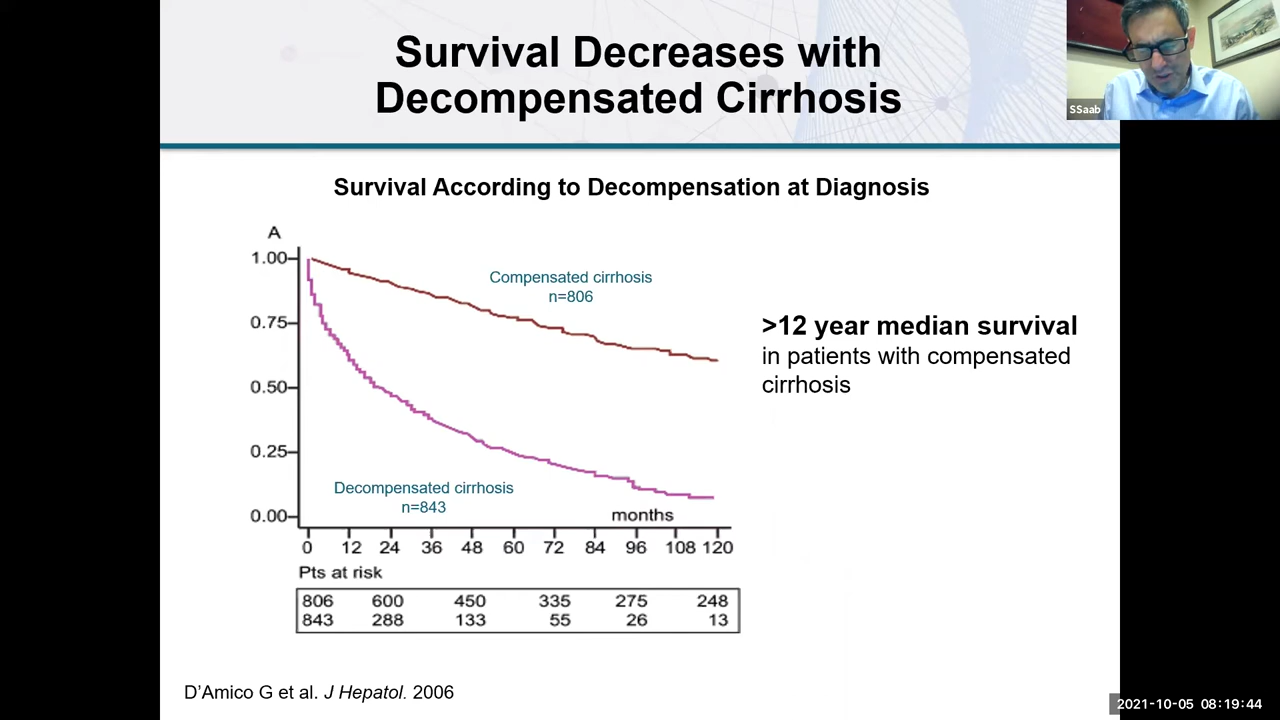 Survival Decreases with
Decompensated Cirrhosis
SSaab
Survival According to Decompensation at Diagnosis
A
1.00
Compensated cirrhosis
n=806
0.75
>12 year median survival
in patients with compensated
cirrhosis
0.50
0.25
Decompensated cirrhosis
n=843
0.00
months
0 12 24 36 48 60 72 84 96 108 120
Pts at risk
806 600 450 335 275 248
843 288 133 55 26 13
D'Amico G et al. J Hepatol. 2006
2021-10-05 08:19:44